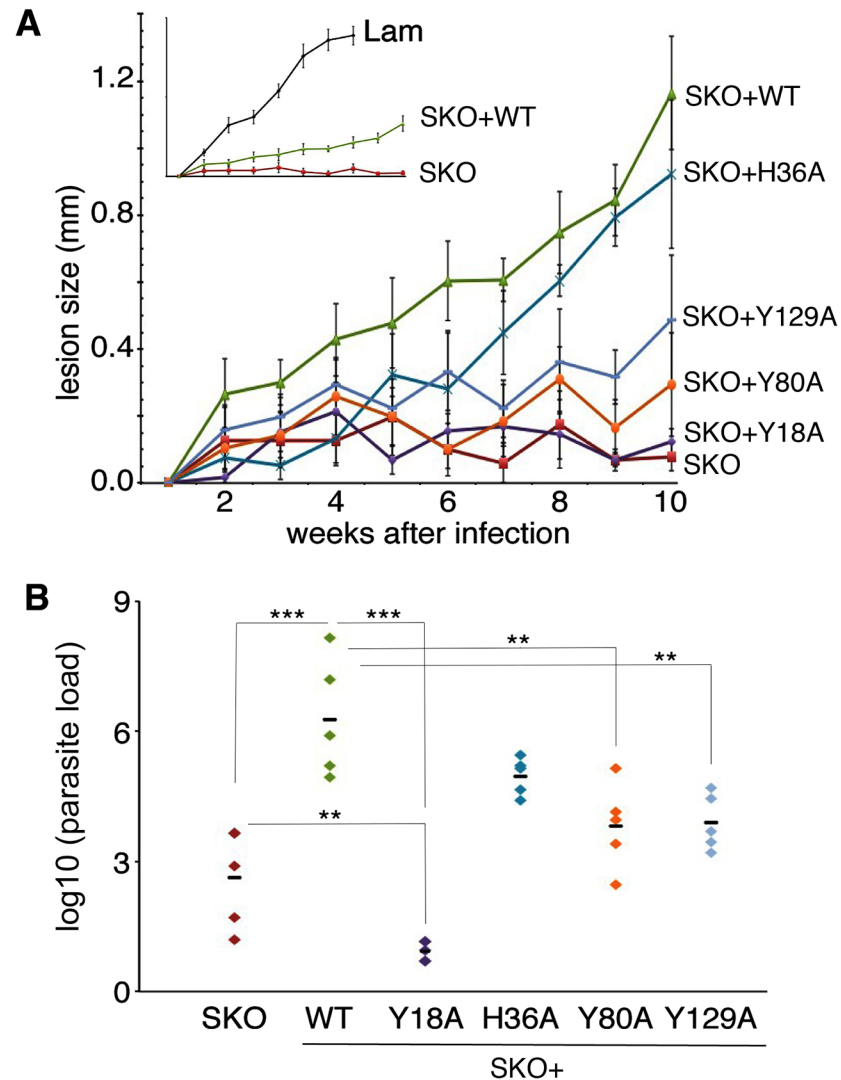 A
Lam
SKO+WT
SKO
1.2
0.8
0.4
0.0
lesion size (mm)
SKO+WT
SKO+H36A
SKO+Y129A
SKO+Y80A
SKO+Y18A
SKO
2 4 6 8 10
weeks after infection
B
9
6
3
0
log10 (parasite load)
*** ***
**
**
**
SKO WT Y18A H36A Y80A Y129A
SKO+